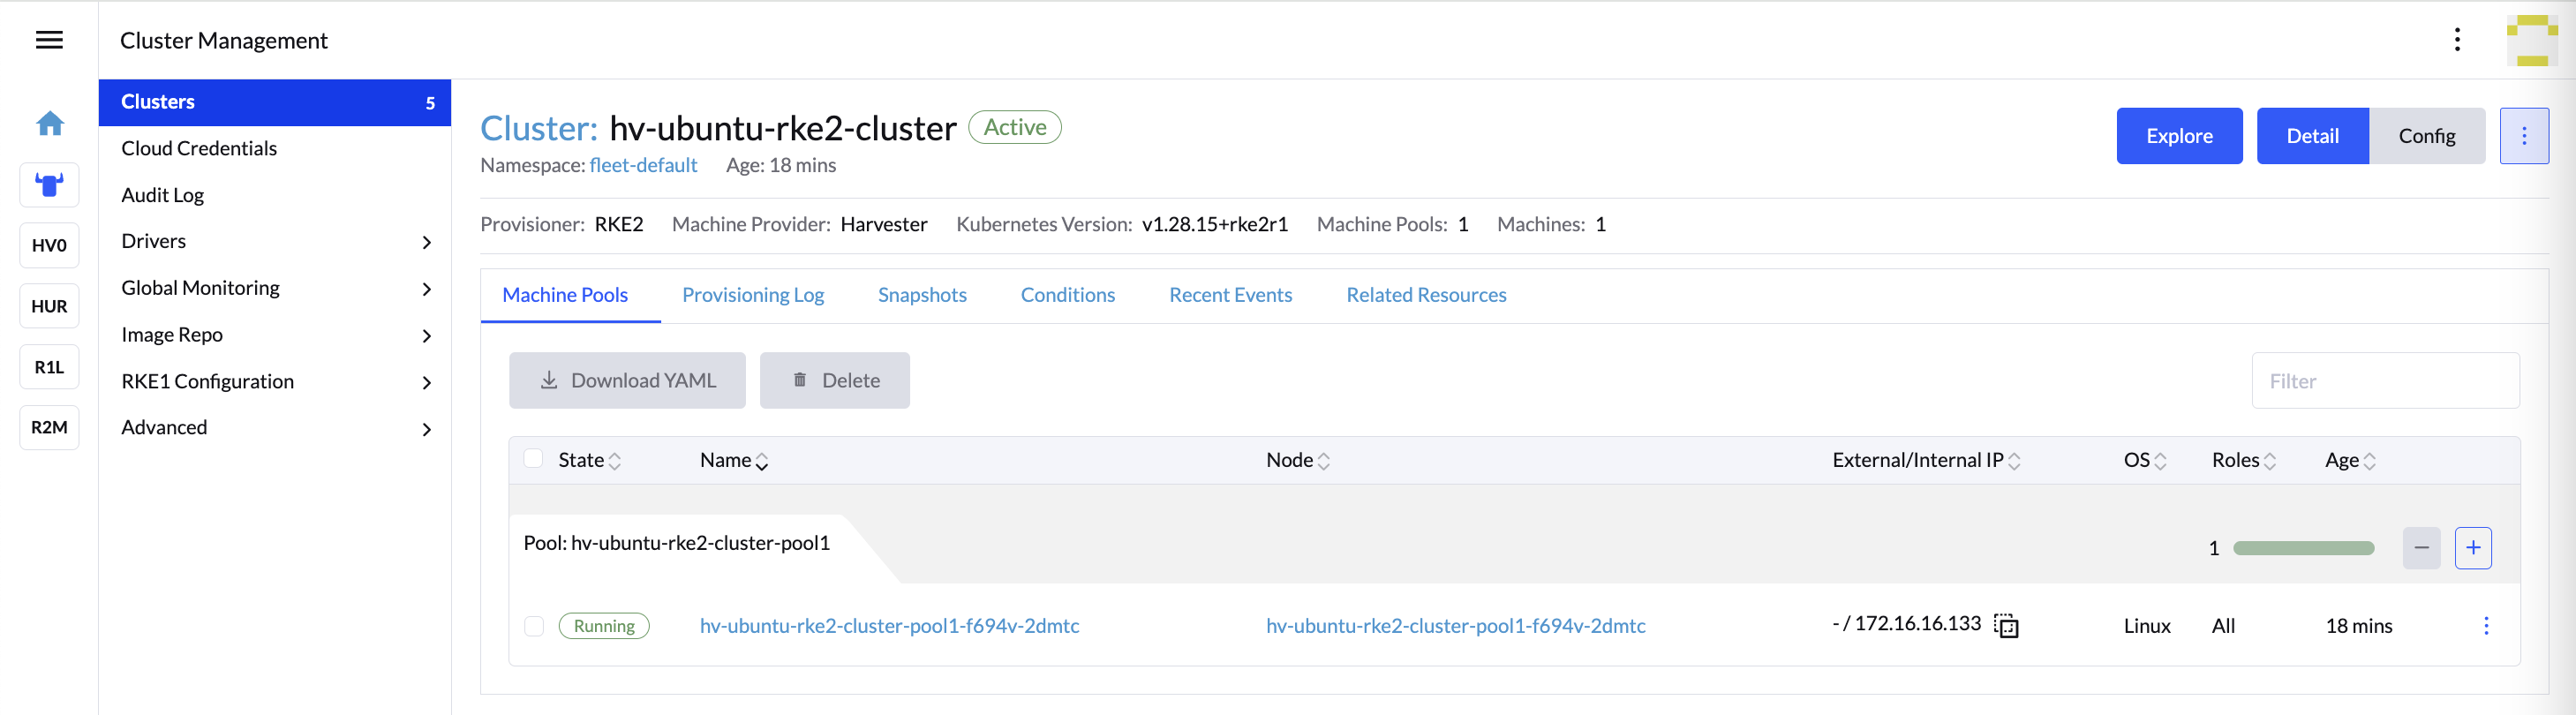 Cluster Management
HV0
HUR
R1L
R2M
Clusters 5
Cloud Credentials
Audit Log
Drivers
Global Monitoring
Image Repo
RKE1 Configuration
Advanced
Cluster: hv-ubuntu-rke2-cluster Active
Namespace: fleet-default Age: 18 mins
Explore Detail Config
Provisioner: RKE2 Machine Provider: Harvester Kubernetes Version: v1.28.15+rke2r1 Machine Pools: 1 Machines: 1
Machine Pools Provisioning Log Snapshots Conditions Recent Events Related Resources
Download YAML Delete Filter
State Name Node External/Internal IP OS Roles Age
Pool: hv-ubuntu-rke2-cluster-pool1 1
Running hv-ubuntu-rke2-cluster-pool1-f694v-2dmtc hv-ubuntu-rke2-cluster-pool1-f694v-2dmtc - / 172.16.16.133 Linux All 18 mins